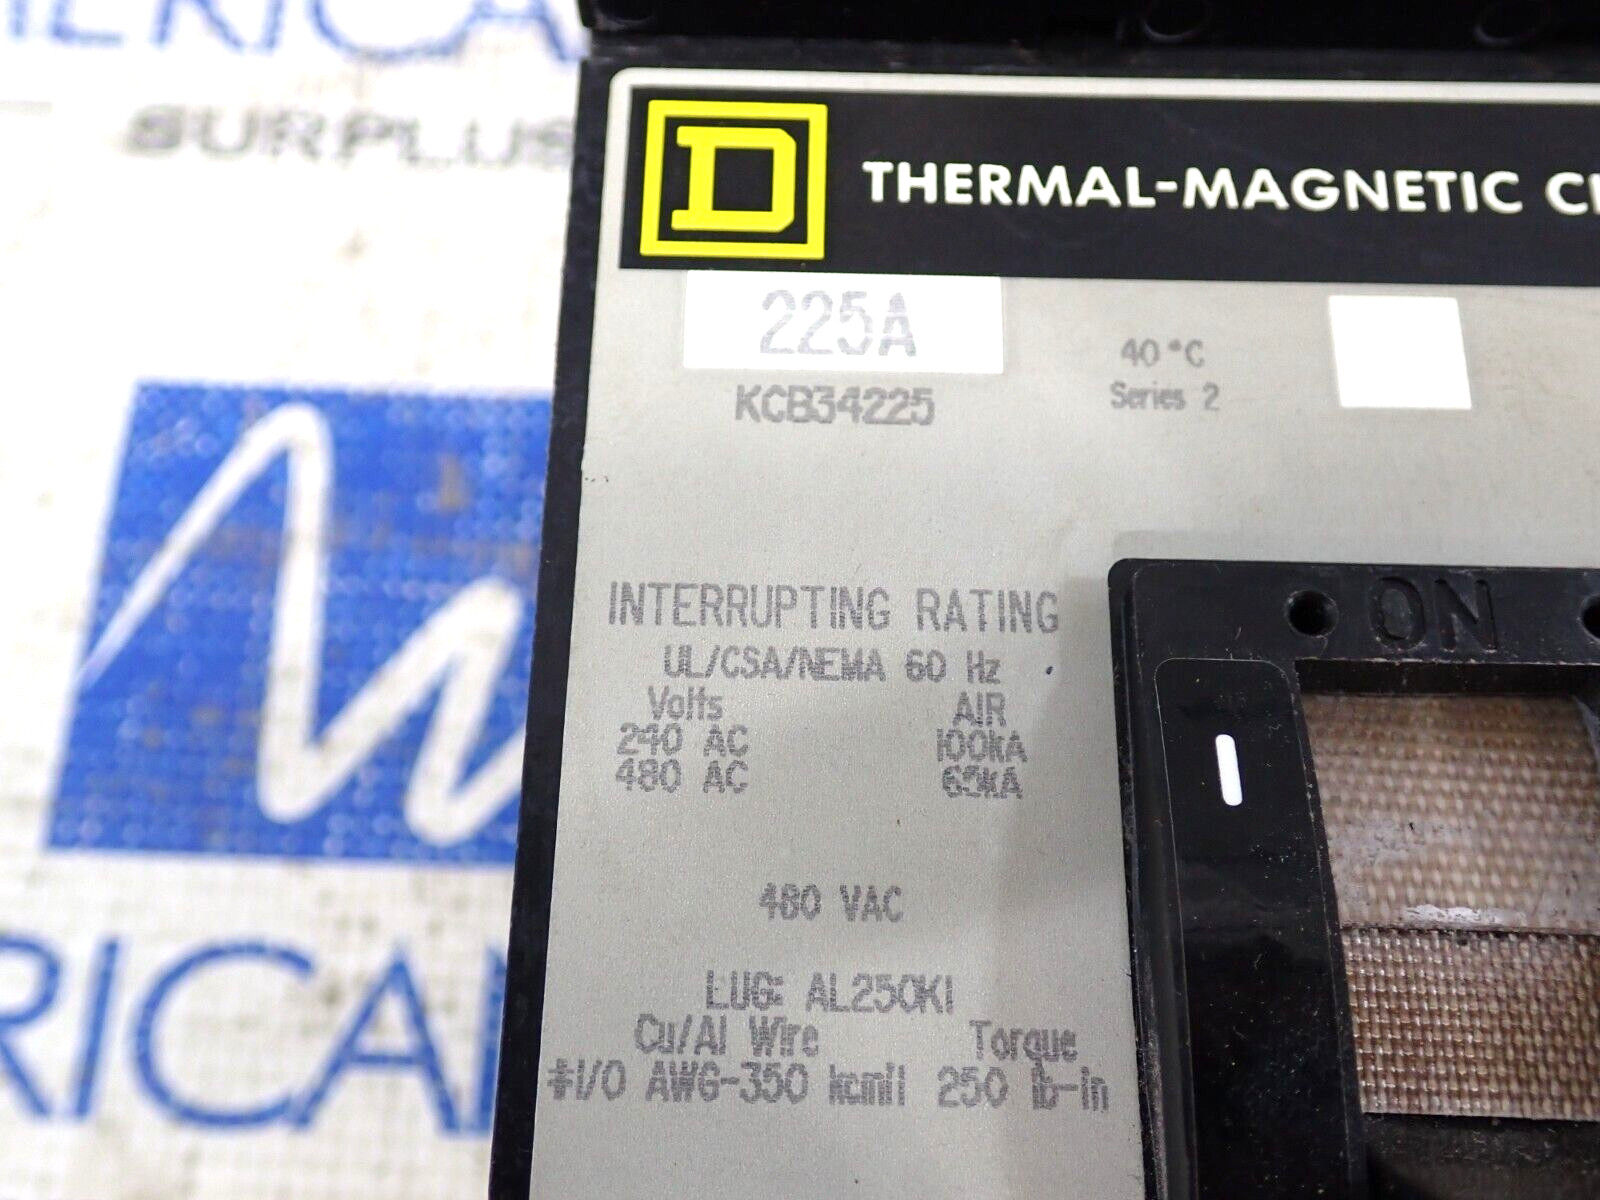 ERICA
SURPLUS
D
THERMAL-MAGNETIC CI
225A
KCB34225
40°C
Series 2
INTERRUPTING RATING
UL/CSA/NEMA 60 Hz
Volts AIR
240 AC 100kA
480 AC 65kA
ON
480 VAC
LUG: AL250KI
Cu/Al Wire Torque
#1/0 AWG-350 kcmil 250 lb-in
RICAN